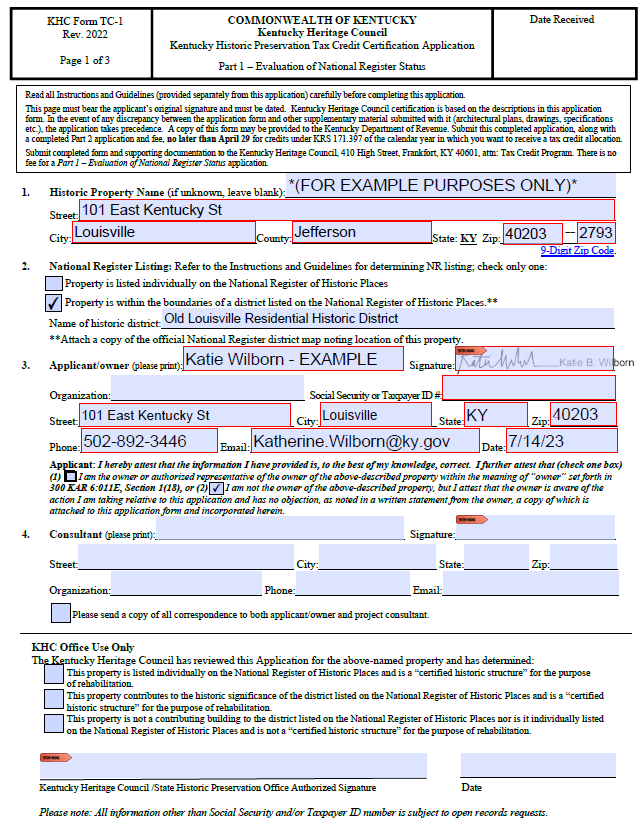 KHC Form TC-1
Rev. 2022
Page 1 of 3
COMMONWEALTH OF KENTUCKY
Kentucky Heritage Council
Kentucky Historic Preservation Tax Credit Certification Application
Part 1 – Evaluation of National Register Status
Date Received
Read all Instructions and Guidelines (provided separately from this application) carefully before completing this application.
This page must bear the applicant's original signature and must be dated. Kentucky Heritage Council certification is based on the descriptions in this application
form. In the event of any discrepancy between the application form and other supplementary material submitted with it (architectural plans, drawings, specifications
etc.), the application takes precedence. A copy of this form may be provided to the Kentucky Department of Revenue. Submit this completed application, along with
a completed Part 2 application and fee, no later than April 29 for credits under KRS 171.397 of the calendar year in which you want to receive a tax credit allocation.
Submit completed form and supporting documentation to the Kentucky Heritage Council, 410 High Street, Frankfort, KY 40601, attn: Tax Credit Program. There is no
fee for a Part 1 – Evaluation of National Register Status application.
1. Historic Property Name (if unknown, leave blank): *(FOR EXAMPLE PURPOSES ONLY)*
Street: 101 East Kentucky St
City: Louisville County: Jefferson State: KY Zip: 40203 -- 2793
9-Digit Zip Code.
2. National Register Listing: Refer to the Instructions and Guidelines for determining NR listing; check only one:
Property is listed individually on the National Register of Historic Places
✓ Property is within the boundaries of a district listed on the National Register of Historic Places.**
Name of historic district: Old Louisville Residential Historic District
**Attach a copy of the official National Register district map noting location of this property.
3. Applicant/owner (please print): Katie Wilborn - EXAMPLE Signature: Katie B. Wilborn
Organization: Social Security or Taxpayer ID #:
Street: 101 East Kentucky St City: Louisville State: KY Zip: 40203
Phone: 502-892-3446 Email: Katherine.Wilborn@ky.gov Date: 7/14/23
Applicant: I hereby attest that the information I have provided is, to the best of my knowledge, correct. I further attest that (check one box)
(1) I am the owner or authorized representative of the owner of the above-described property within the meaning of "owner" set forth in
300 KAR 6:011E, Section 1(18), or (2) ✓ I am not the owner of the above-described property, but I attest that the owner is aware of the
action I am taking relative to this application and has no objection, as noted in a written statement from the owner, a copy of which is
attached to this application form and incorporated herein.
4. Consultant (please print): Signature:
Street: City: State: Zip:
Organization: Phone: Email:
Please send a copy of all correspondence to both applicant/owner and project consultant.
KHC Office Use Only
The Kentucky Heritage Council has reviewed this Application for the above-named property and has determined:
This property is listed individually on the National Register of Historic Places and is a “certified historic structure” for the purpose
of rehabilitation.
This property contributes to the historic significance of the district listed on the National Register of Historic Places and is a “certified
historic structure” for the purpose of rehabilitation.
This property is not a contributing building to the district listed on the National Register of Historic Places nor is it individually listed
on the National Register of Historic Places and is not a “certified historic structure” for the purpose of rehabilitation.
Kentucky Heritage Council /State Historic Preservation Office Authorized Signature Date
Please note: All information other than Social Security and/or Taxpayer ID number is subject to open records requests.